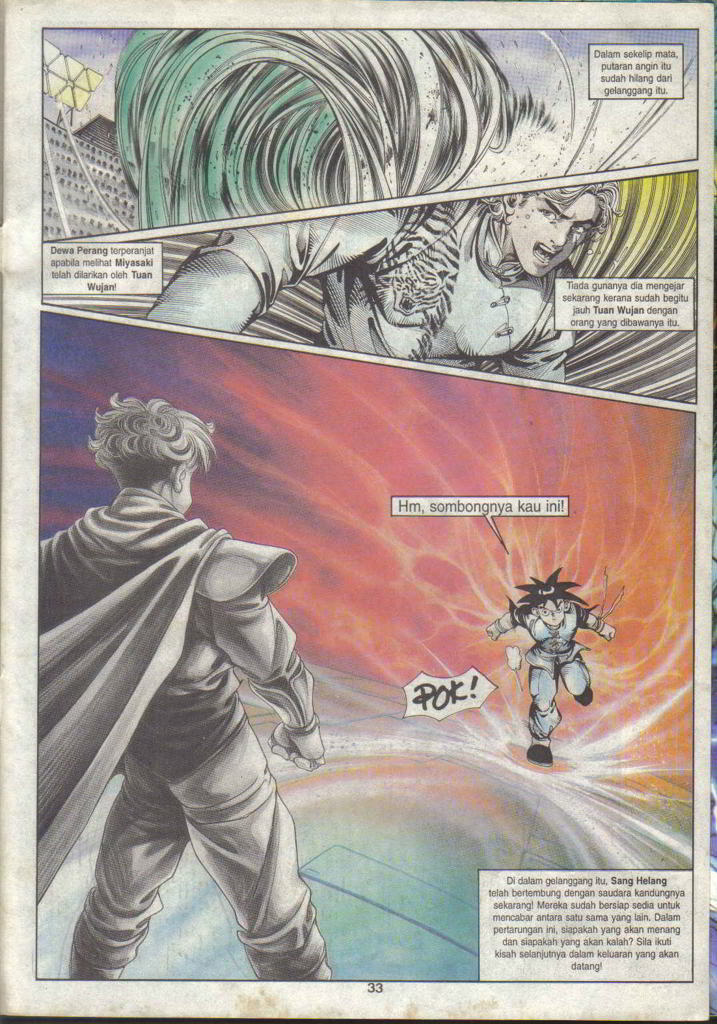 Dalam sekelip mata,
putaran angin itu
sudah hilang dari
gelanggang itu.
Dewa Perang terperanjat
apabila melihat Miyasaki
telah dilarikan oleh Tuan
Wujan!
Tiada gunanya dia mengejar
sekarang kerana sudah begitu
jauh Tuan Wujan dengan
orang yang dibawanya itu.
Hm, sombongnya kau ini!
POK!
Di dalam gelanggang itu, Sang Helang
telah bertembung dengan saudara kandungnya
sekarang! Mereka sudah bersiap sedia untuk
mencabar antara satu sama yang lain. Dalam
pertarungan ini, siapakah yang akan menang
dan siapakah yang akan kalah? Sila ikuti
kisah selanjutnya dalam keluaran yang akan
datang!
33